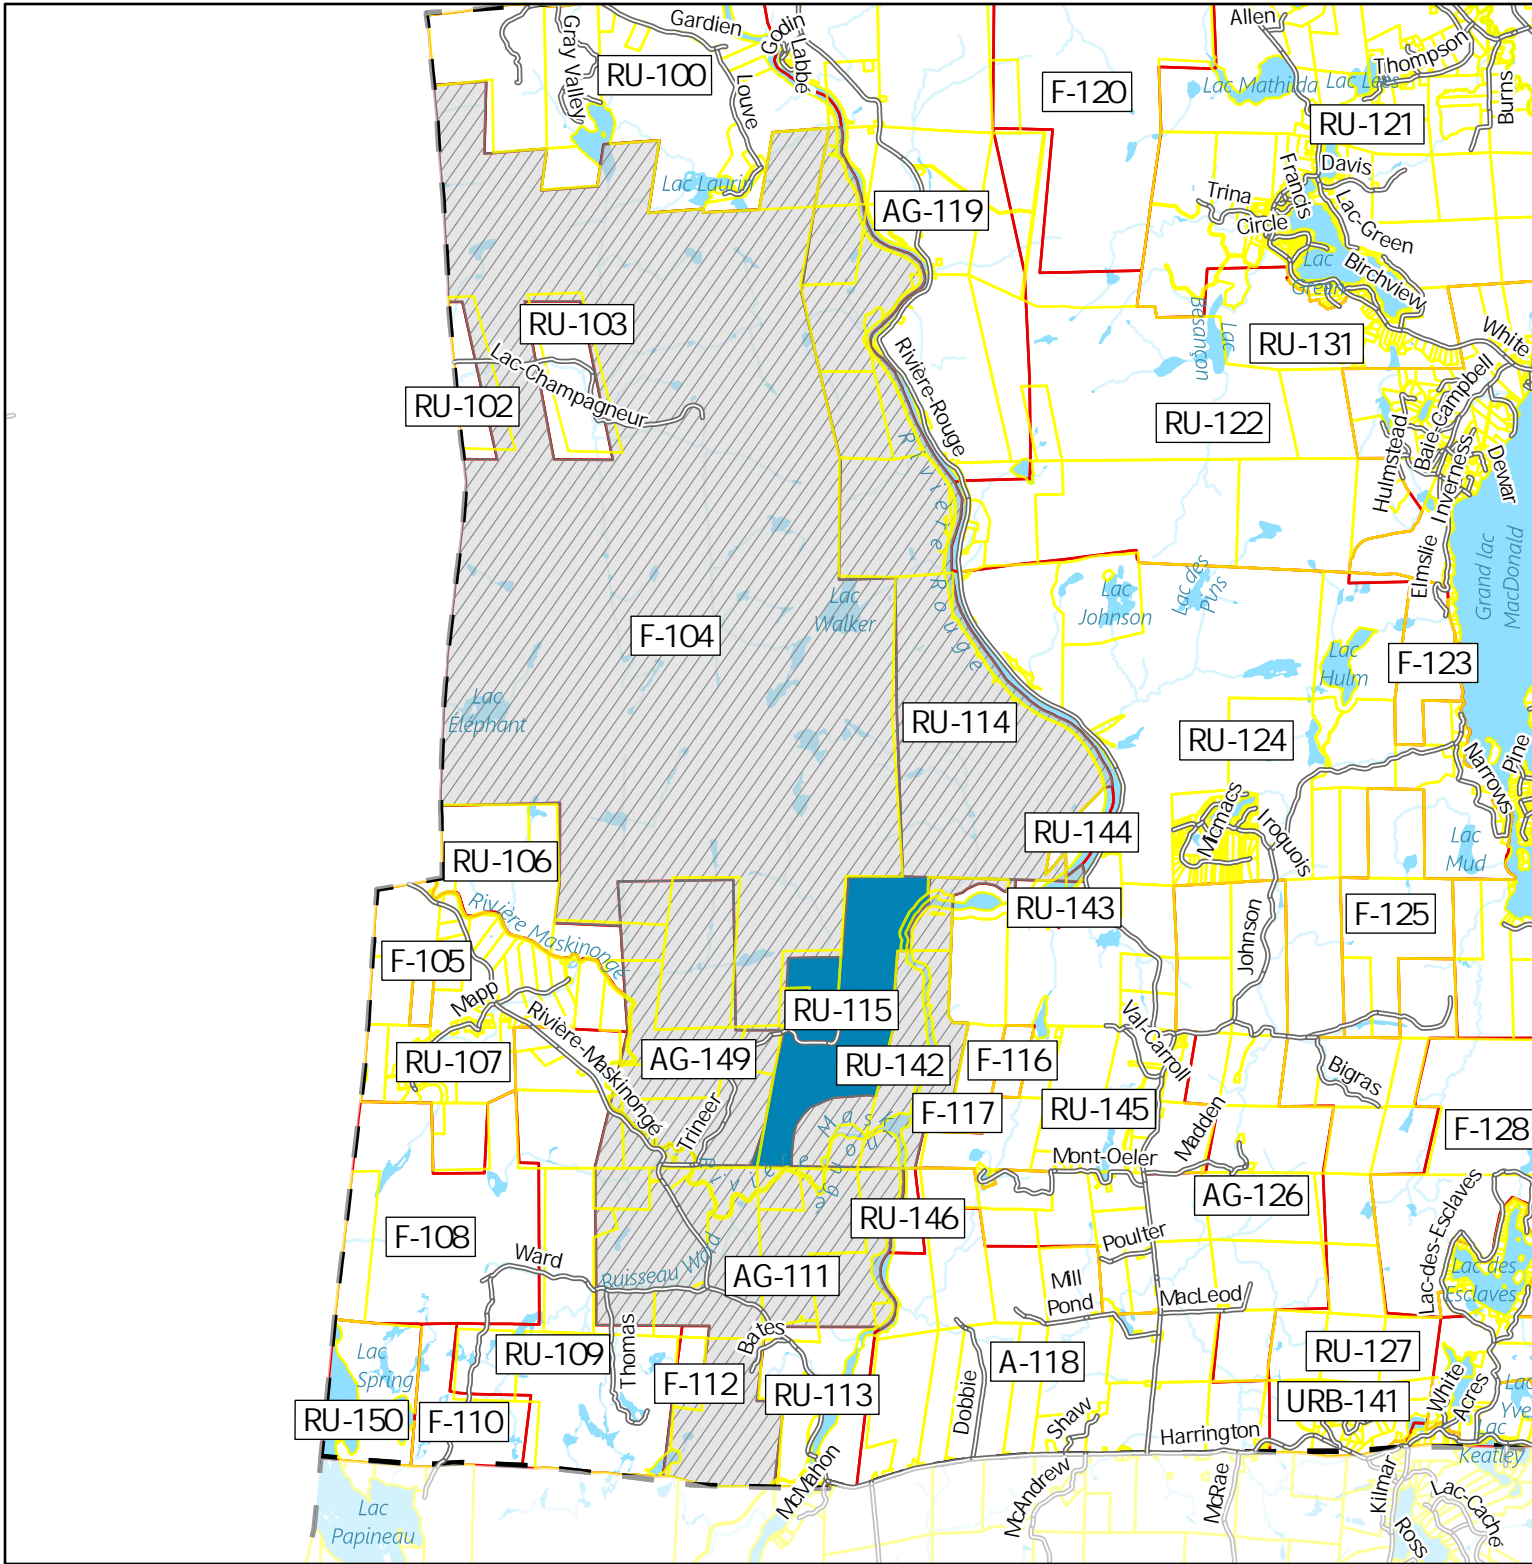 Gardien
Godin
Labbé
Gray Valley
RU-100
Louve
Lac Laurin
F-120
Allen
Thompson
Burns
Lac Mathilda
Lac Lees
RU-121
Davis
Francis
Trina
Circle
Lac-Green
Lac
Green
Birchview
AG-119
RU-103
Lac-Champagneur
RU-102
Rivière-Rouge
Rivière Rouge
Lac
Besançon
RU-131
White
RU-122
Hulmstead
Baie-Campbell
Inverness
Dewar
Elmslie
Grand lac
MacDonald
Lac
Johnson
Lac des
Pins
Lac
Walker
F-104
Lac
Hulm
F-123
Lac
Éléphant
RU-114
RU-124
Narrows
Pine
Micmacs
Iroquois
RU-144
Lac
Mud
RU-106
Rivière Maskinongé
RU-143
F-125
Johnson
F-105
Mapp
Rivière-Maskinongé
RU-115
Val-Carroll
RU-107
AG-149
RU-142
F-116
Bigras
Trineer
F-117
RU-145
Madden
F-128
Mont-Oeler
Rivière Maskinongé
AG-126
F-108
RU-146
Ward
Ruisseau Ward
AG-111
Poulter
Mill
Pond
MacLeod
Lac-des-Esclaves
Lac des
Esclaves
Bates
Thomas
RU-109
F-112
A-118
RU-127
Lac
Spring
RU-113
Dobbie
Shaw
URB-141
White
Acres
RU-150
F-110
Harrington
Lac
Keatley
McMahon
McAndrew
McRae
Kilmar
Lac-Caché
Ross
Lac
Papineau